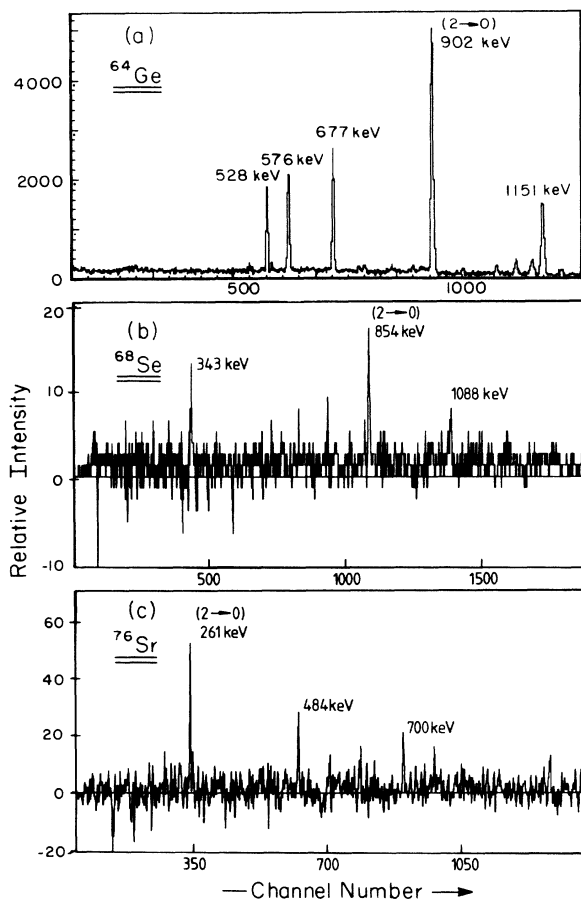 (a)
⁶⁴Ge
(2→0)
902 keV
677 keV
576 keV
528 keV
1151 keV
4000
2000
0
500
1000
(b)
⁶⁸Se
(2→0)
854 keV
343 keV
1088 keV
20
10
0
-10
500
1000
1500
Relative Intensity
(c)
⁷⁶Sr
(2→0)
261 keV
484 keV
700 keV
60
40
20
0
-20
350
700
1050
Channel Number